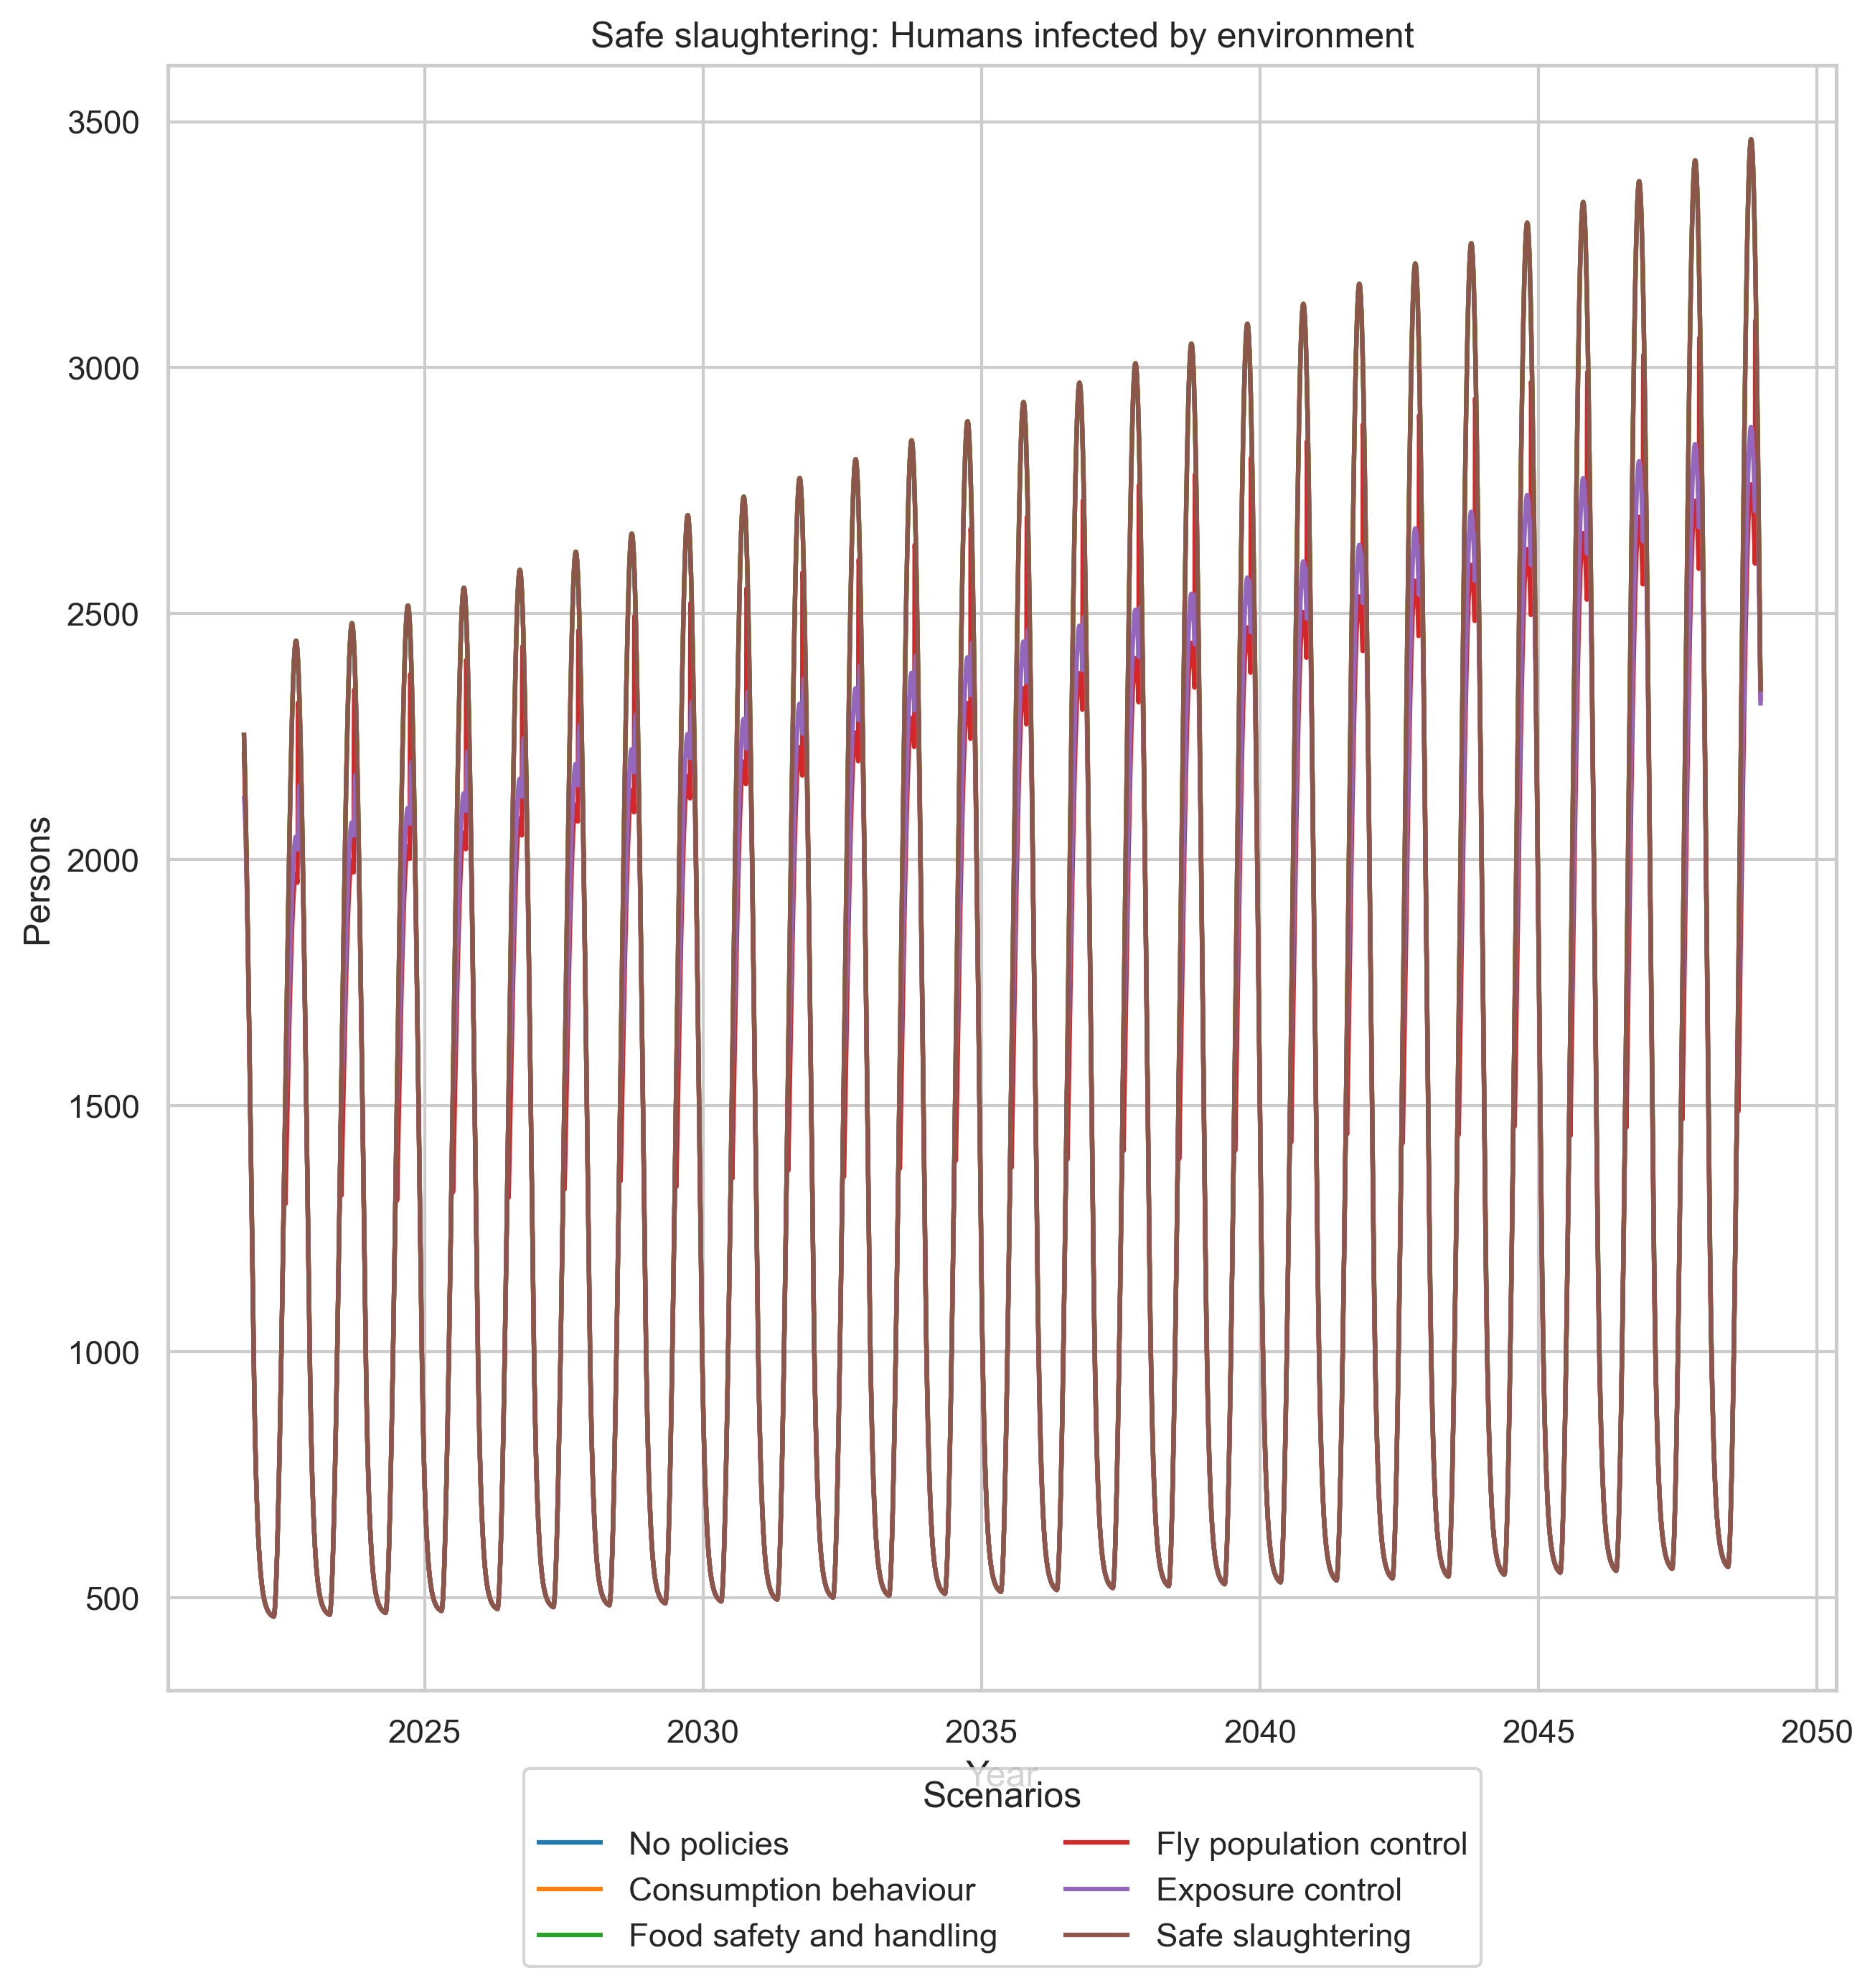 Safe slaughtering: Humans infected by environment
3500
3000
2500
2000
1500
1000
500
Persons
2025 2030 2035 2040 2045 2050
Year
Scenarios
No policies
Consumption behaviour
Food safety and handling
Fly population control
Exposure control
Safe slaughtering